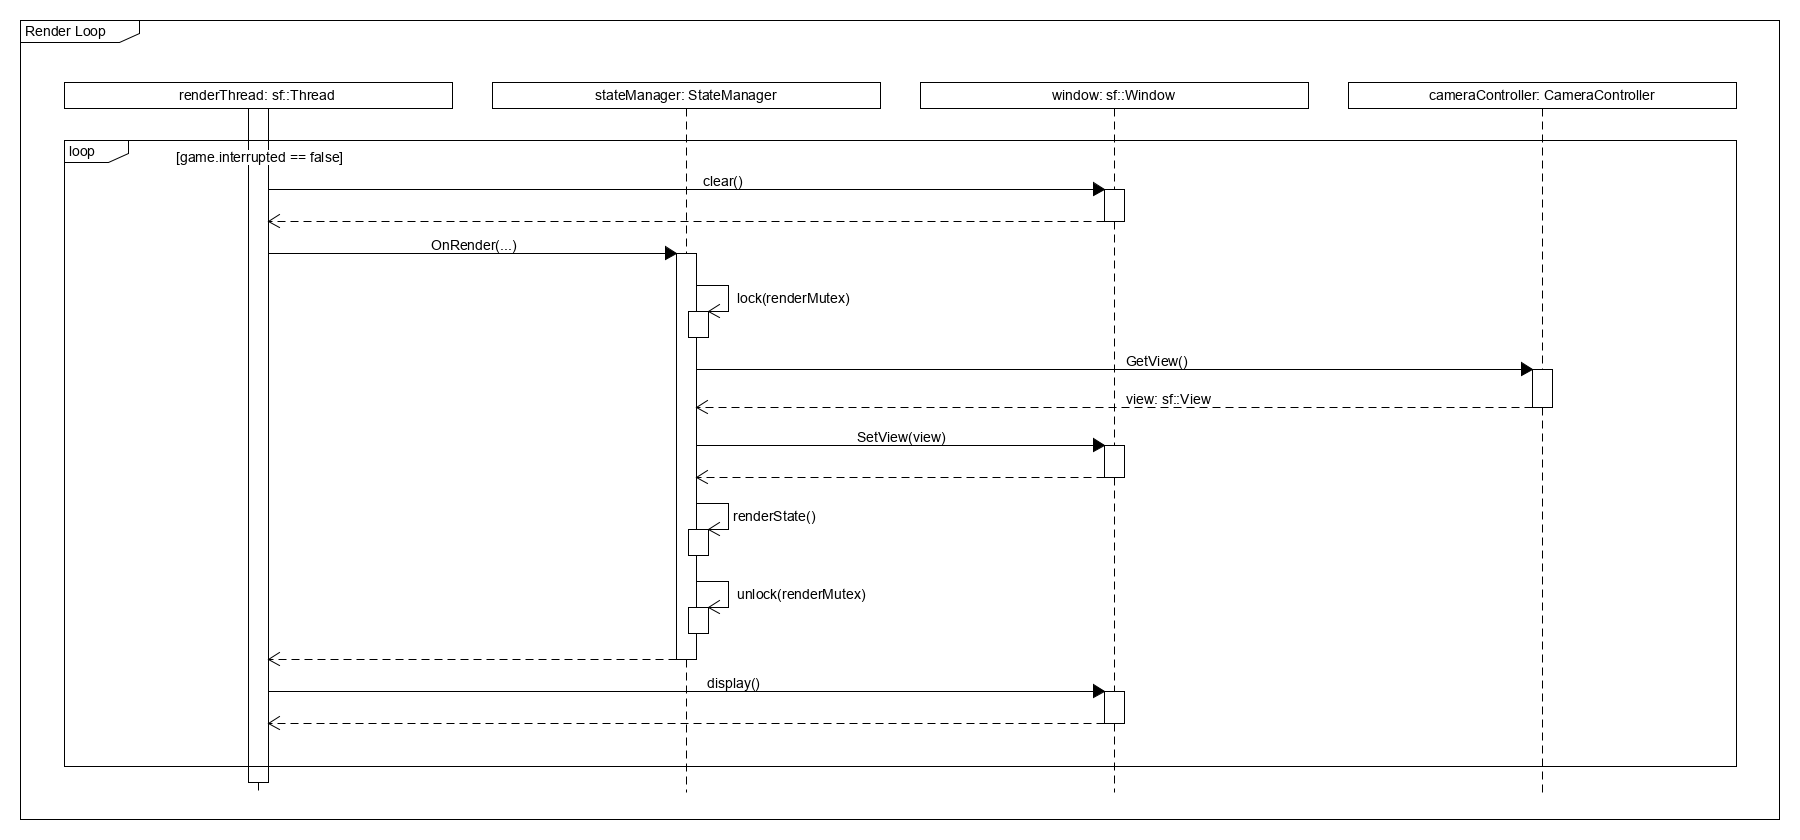 Render Loop
renderThread: sf::Thread
stateManager: StateManager
window: sf::Window
cameraController: CameraController
loop
[game.interrupted == false]
clear()
OnRender(...)
lock(renderMutex)
GetView()
view: sf::View
SetView(view)
renderState()
unlock(renderMutex)
display()